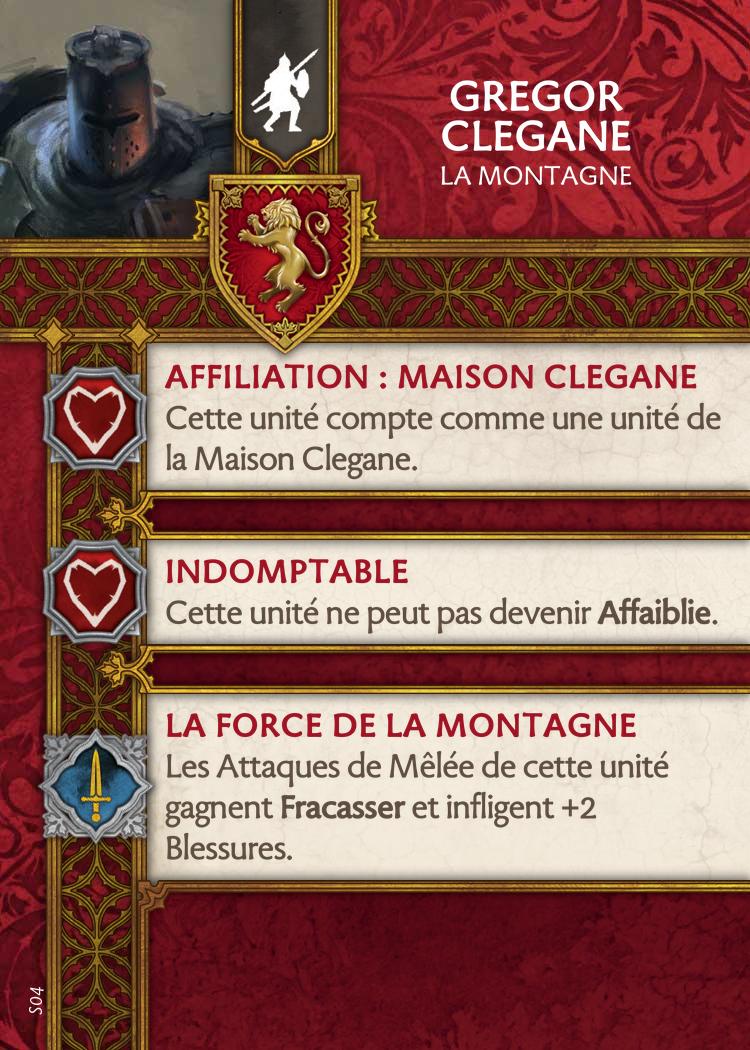 GREGOR
CLEGANE
LA MONTAGNE
AFFILIATION : MAISON CLEGANE
Cette unité compte comme une unité de
la Maison Clegane.
INDOMPTABLE
Cette unité ne peut pas devenir Affaiblie.
LA FORCE DE LA MONTAGNE
Les Attaques de Mêlée de cette unité
gagnent Fracasser et infligent +2
Blessures.
S04